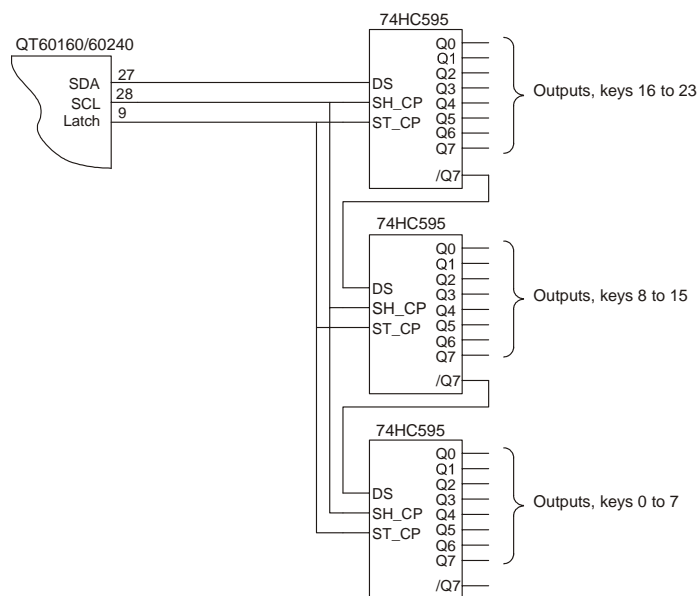 QT60160/60240
SDA
27
SCL
28
Latch
9
74HC595
DS
SH_CP
ST_CP
Q0
Q1
Q2
Q3
Q4
Q5
Q6
Q7
/Q7
Outputs, keys 16 to 23
74HC595
DS
SH_CP
ST_CP
Q0
Q1
Q2
Q3
Q4
Q5
Q6
Q7
/Q7
Outputs, keys 8 to 15
74HC595
DS
SH_CP
ST_CP
Q0
Q1
Q2
Q3
Q4
Q5
Q6
Q7
/Q7
Outputs, keys 0 to 7